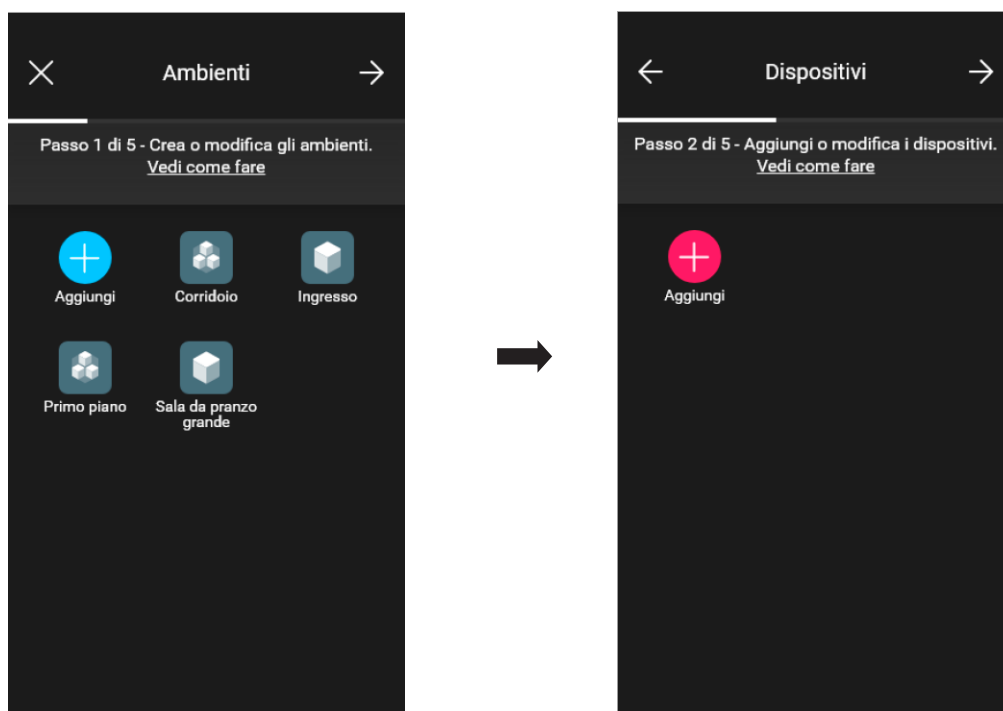 Ambienti
Passo 1 di 5 - Crea o modifica gli ambienti.
Vedi come fare
Aggiungi
Corridoio
Ingresso
Primo piano
Sala da pranzo
grande
Dispositivi
Passo 2 di 5 - Aggiungi o modifica i dispositivi.
Vedi come fare
Aggiungi